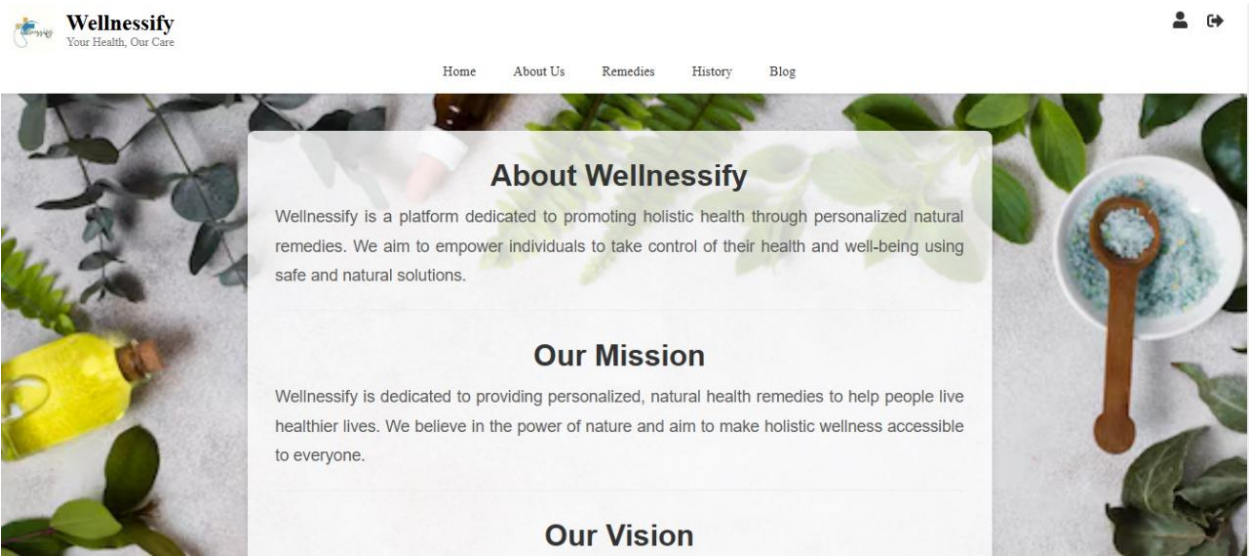 Wellnessify
Your Health, Our Care
Home About Us Remedies History Blog
About Wellnessify
Wellnessify is a platform dedicated to promoting holistic health through personalized natural
remedies. We aim to empower individuals to take control of their health and well-being using
safe and natural solutions.
Our Mission
Wellnessify is dedicated to providing personalized, natural health remedies to help people live
healthier lives. We believe in the power of nature and aim to make holistic wellness accessible
to everyone.
Our Vision